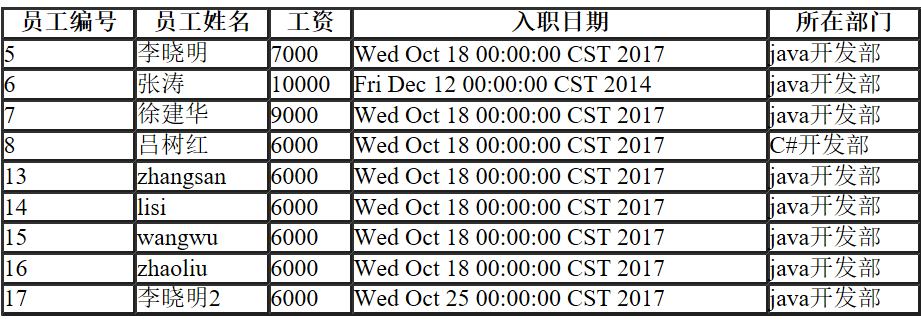 员工编号 员工姓名 工资 入职日期 所在部门
5 李晓明 7000 Wed Oct 18 00:00:00 CST 2017 java开发部
6 张涛 10000 Fri Dec 12 00:00:00 CST 2014 java开发部
7 徐建华 9000 Wed Oct 18 00:00:00 CST 2017 java开发部
8 吕树红 6000 Wed Oct 18 00:00:00 CST 2017 C#开发部
13 zhangsan 6000 Wed Oct 18 00:00:00 CST 2017 java开发部
14 lisi 6000 Wed Oct 18 00:00:00 CST 2017 java开发部
15 wangwu 6000 Wed Oct 18 00:00:00 CST 2017 java开发部
16 zhaoliu 6000 Wed Oct 18 00:00:00 CST 2017 java开发部
17 李晓明2 6000 Wed Oct 25 00:00:00 CST 2017 java开发部